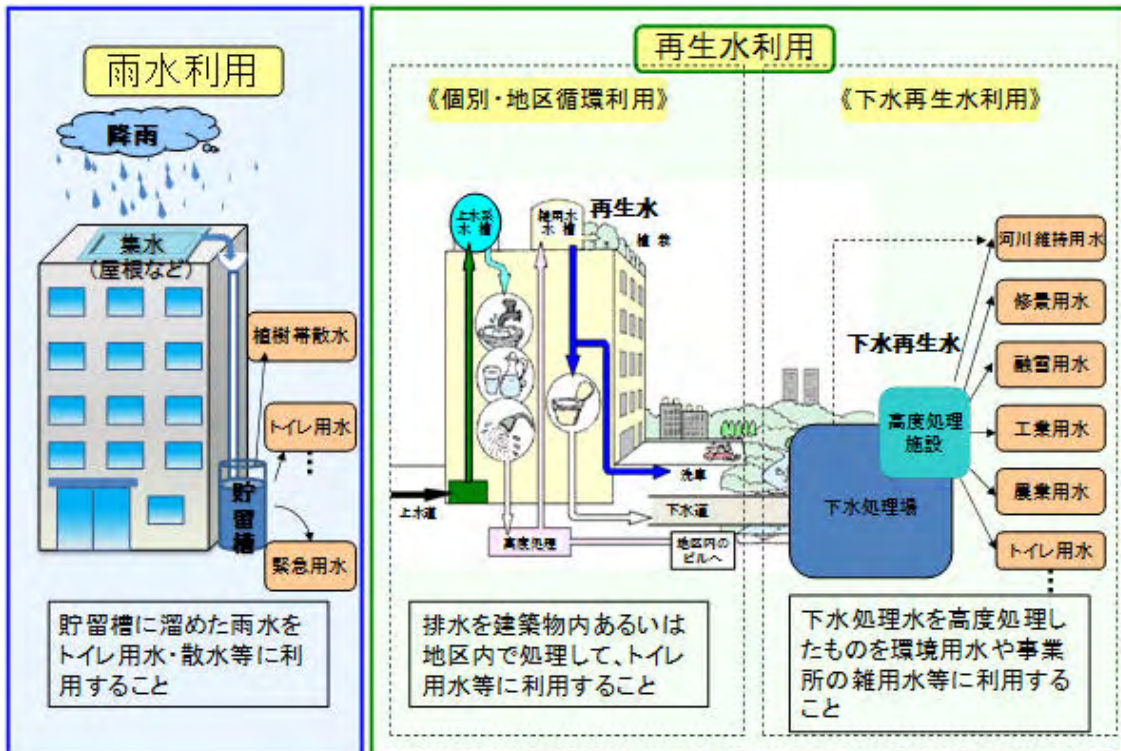 雨水利用
降雨
集水
(屋根など)
植樹帯散水
トイレ用水
貯留槽
緊急用水
貯留槽に溜めた雨水を
トイレ用水・散水等に利
用すること
再生水利用
《個別・地区循環利用》
上水系
水槽
雑用水
水槽
再生水
植栽
洗車
上水道
下水道
高度処理
地区内の
ビルへ
排水を建築物内あるいは
地区内で処理して、トイレ
用水等に利用すること
《下水再生水利用》
下水再生水
高度処理
施設
下水処理場
河川維持用水
修景用水
融雪用水
工業用水
農業用水
トイレ用水
下水処理水を高度処理し
たものを環境用水や事業
所の雑用水等に利用する
こと